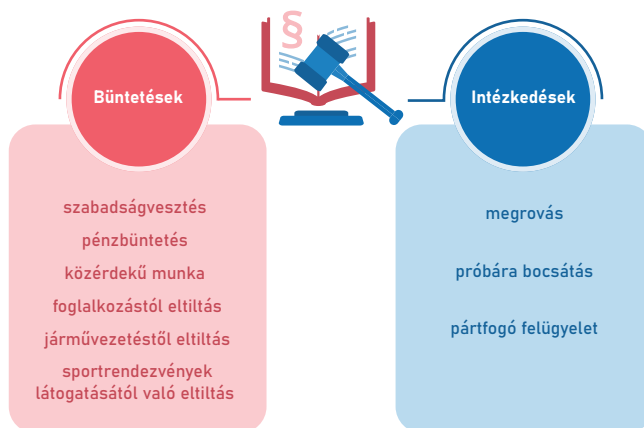 §
Büntetések
szabadságvesztés
pénzbüntetés
közérdekű munka
foglalkozástól eltiltás
járművezetéstől eltiltás
sportrendezvények
látogatásától való eltiltás
Intézkedések
megrovás
próbára bocsátás
pártfogó felügyelet